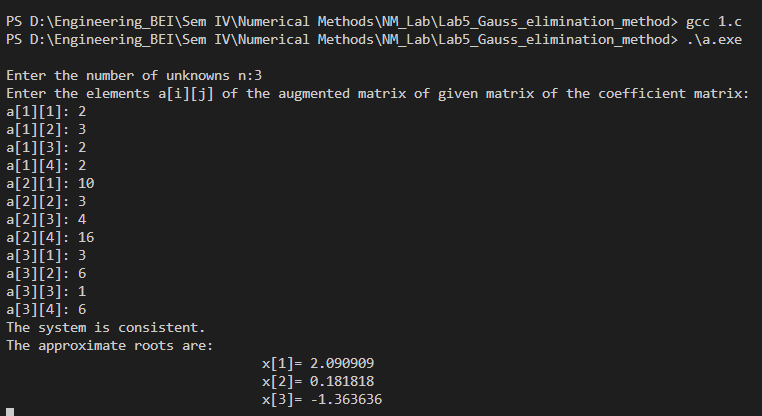 PS D:\Engineering_BEI\Sem IV\Numerical Methods\NM_Lab\Lab5_Gauss_elimination_method> gcc 1.c
PS D:\Engineering_BEI\Sem IV\Numerical Methods\NM_Lab\Lab5_Gauss_elimination_method> .\a.exe
Enter the number of unknowns n:3
Enter the elements a[i][j] of the augmented matrix of given matrix of the coefficient matrix:
a[1][1]: 2
a[1][2]: 3
a[1][3]: 2
a[1][4]: 2
a[2][1]: 10
a[2][2]: 3
a[2][3]: 4
a[2][4]: 16
a[3][1]: 3
a[3][2]: 6
a[3][3]: 1
a[3][4]: 6
The system is consistent.
The approximate roots are:
x[1]= 2.090909
x[2]= 0.181818
x[3]= -1.363636